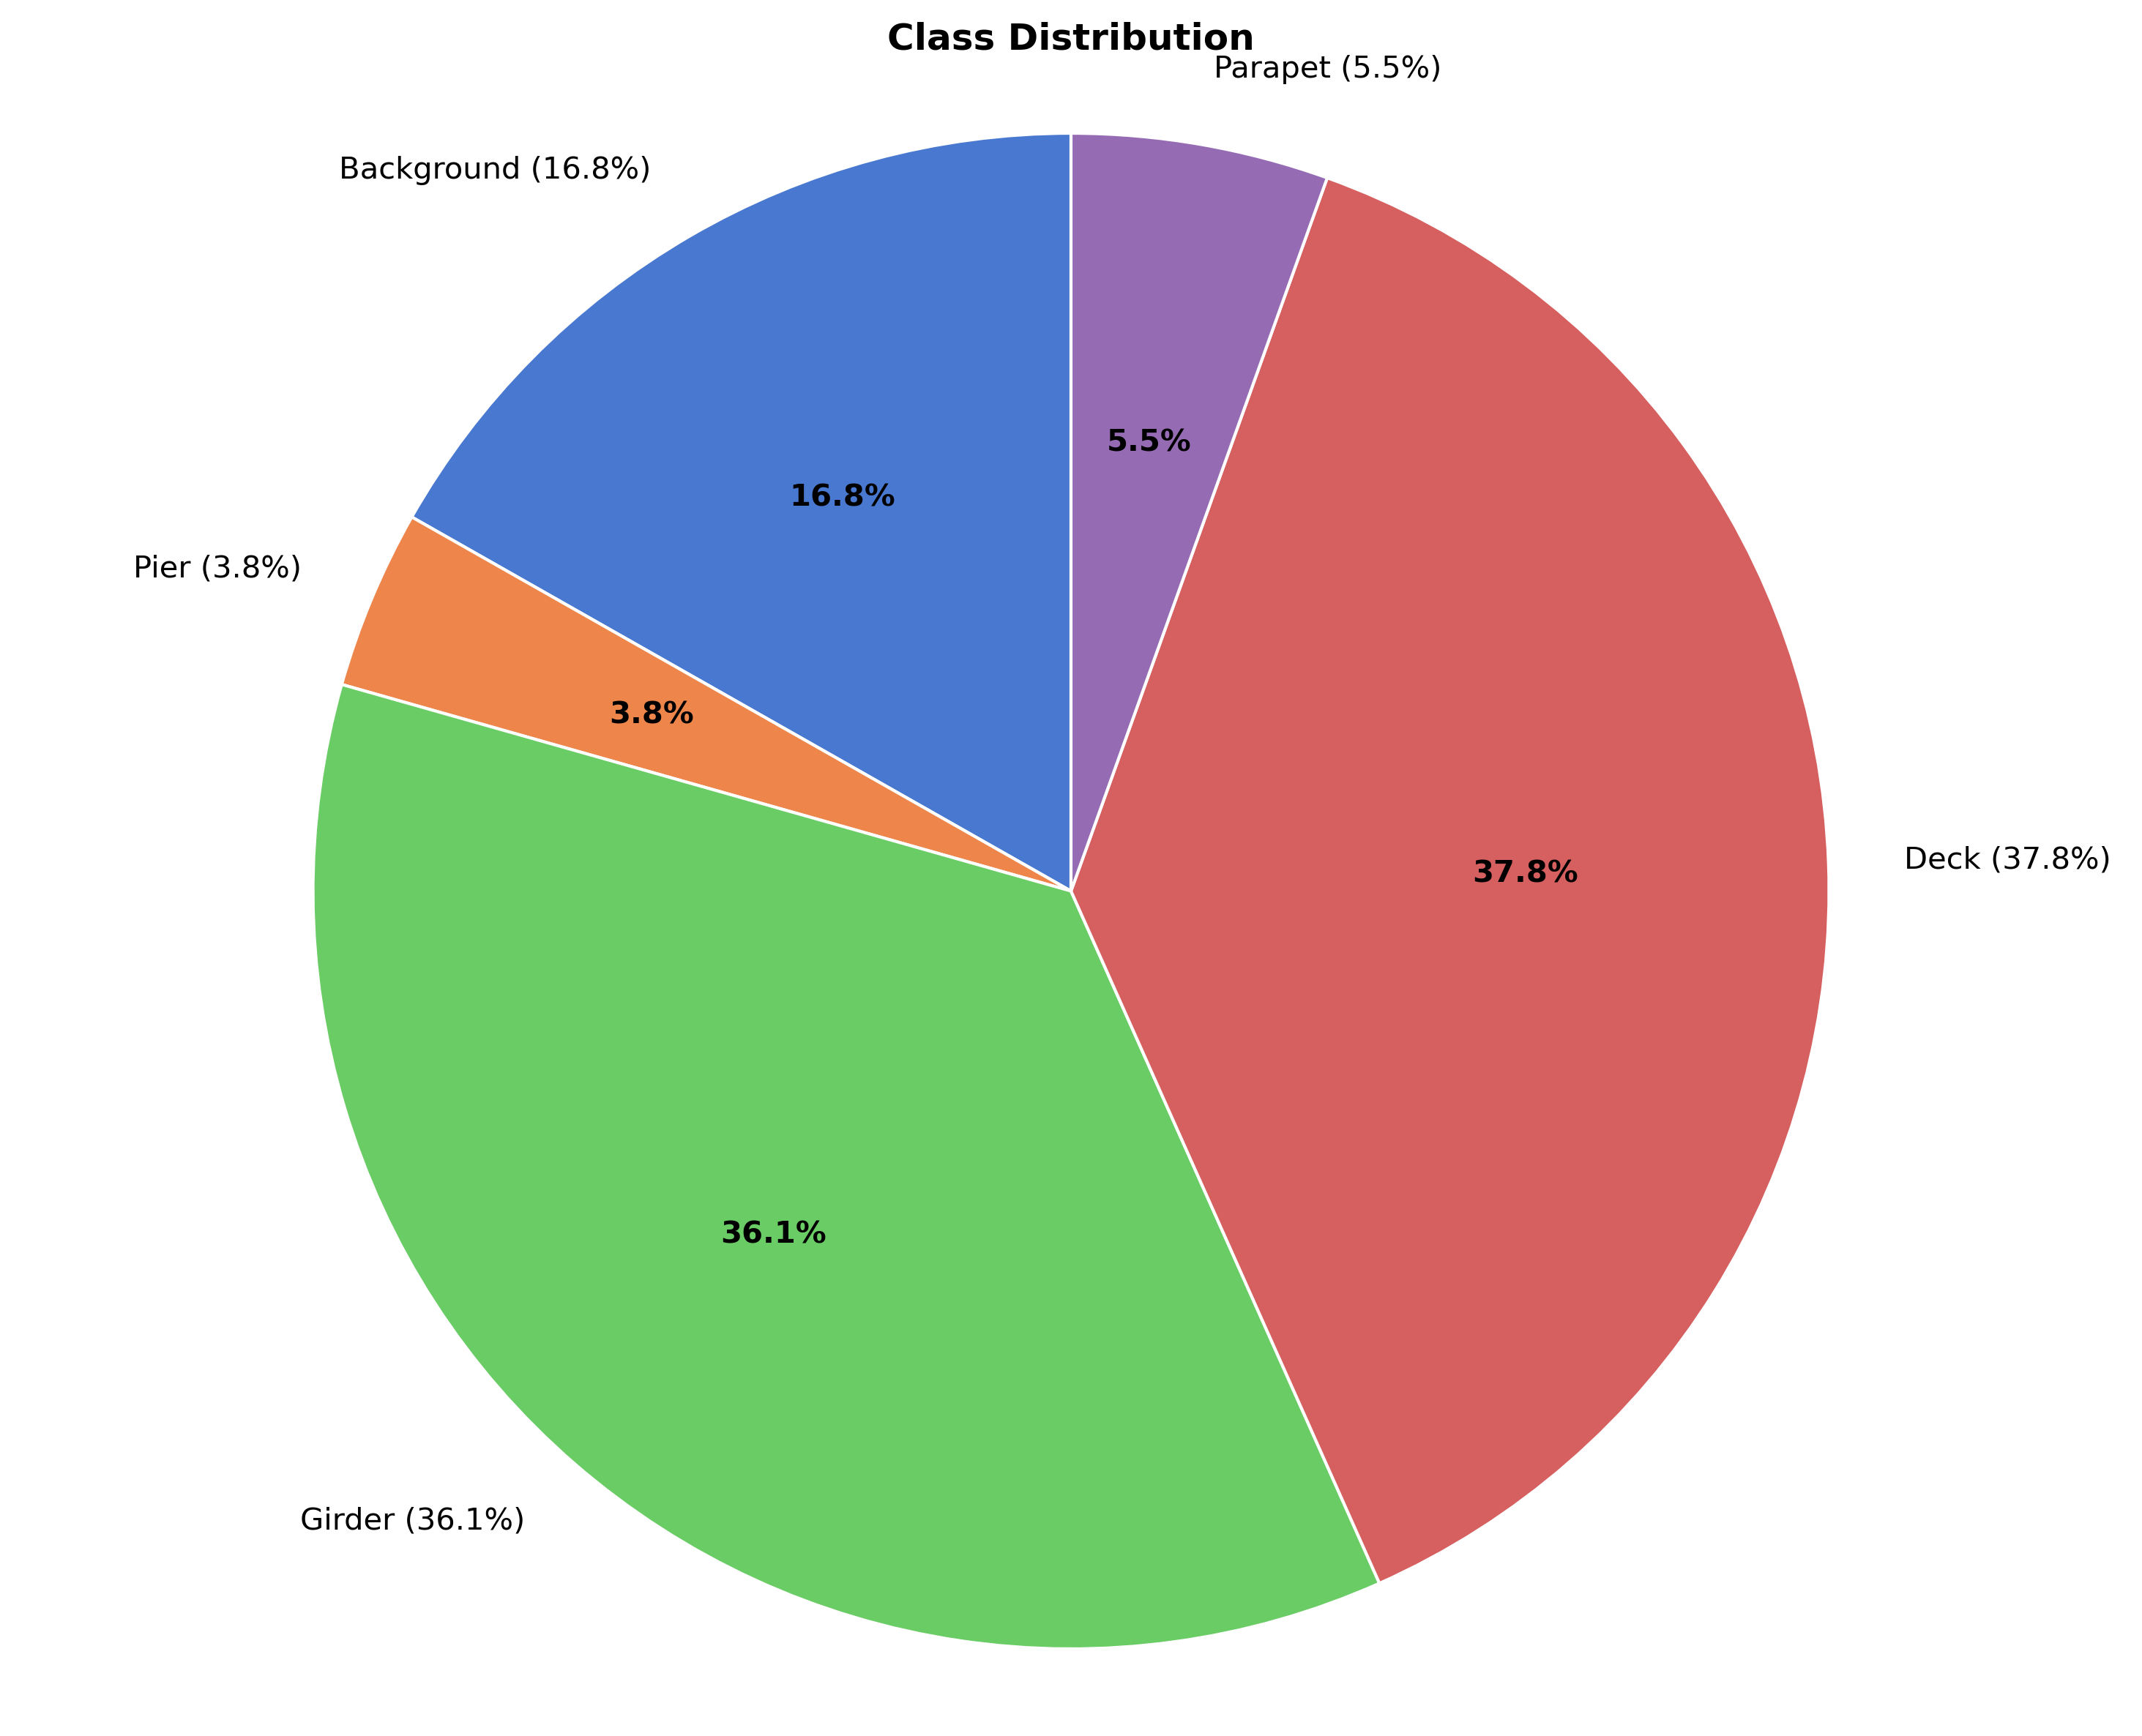 Class Distribution
Parapet (5.5%)
Background (16.8%)
5.5%
16.8%
Pier (3.8%)
3.8%
Deck (37.8%)
37.8%
36.1%
Girder (36.1%)